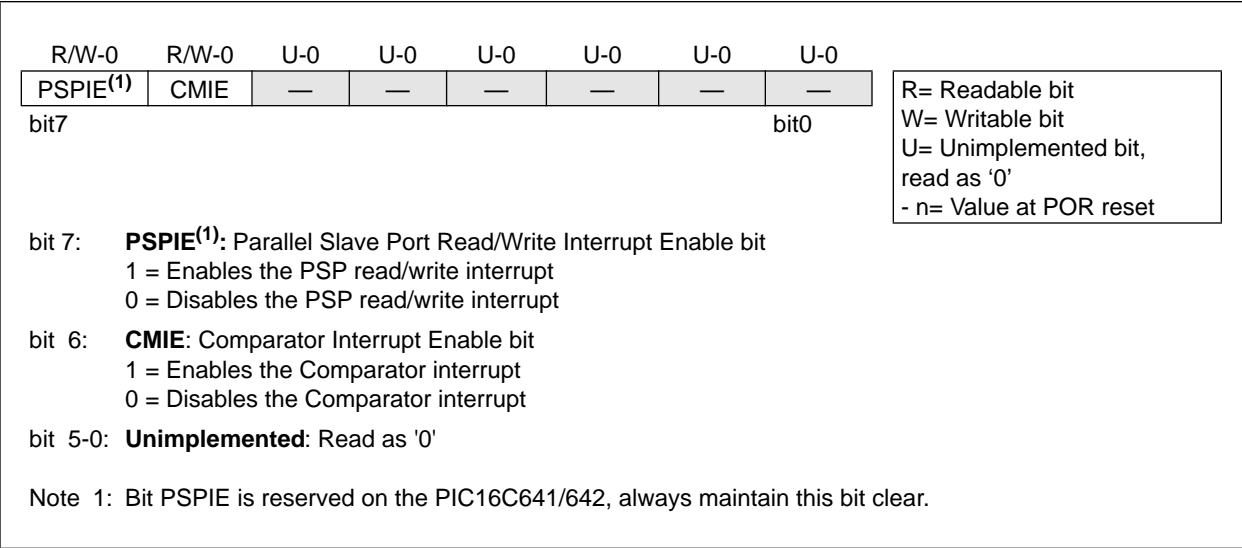 R/W-0 R/W-0 U-0 U-0 U-0 U-0 U-0 U-0
PSPIE(1) CMIE — — — — — —
bit7 bit0
R= Readable bit
W= Writable bit
U= Unimplemented bit,
read as ‘0’
- n= Value at POR reset
bit 7: PSPIE(1): Parallel Slave Port Read/Write Interrupt Enable bit
1 = Enables the PSP read/write interrupt
0 = Disables the PSP read/write interrupt
bit 6: CMIE: Comparator Interrupt Enable bit
1 = Enables the Comparator interrupt
0 = Disables the Comparator interrupt
bit 5-0: Unimplemented: Read as '0'
Note 1: Bit PSPIE is reserved on the PIC16C641/642, always maintain this bit clear.